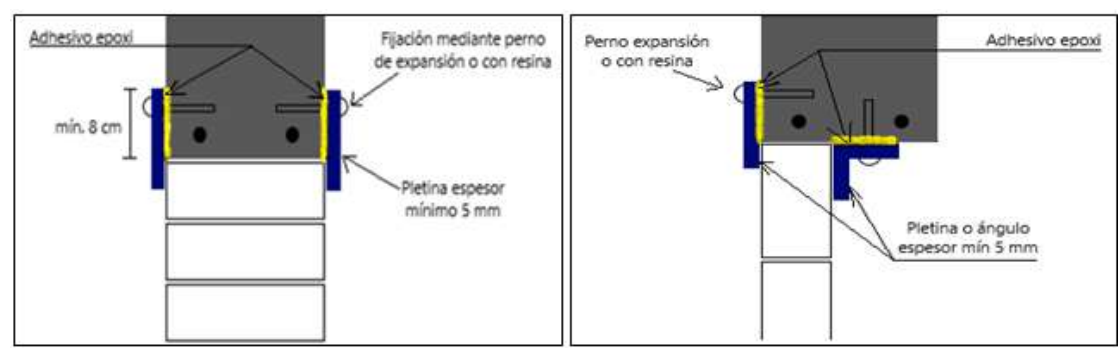 Adhesivo epoxi
Fijación mediante perno
de expansión o con resina
mín. 8 cm
Pletina espesor
mínimo 5 mm
Perno expansión
o con resina
Adhesivo epoxi
Pletina o ángulo
espesor mín 5 mm